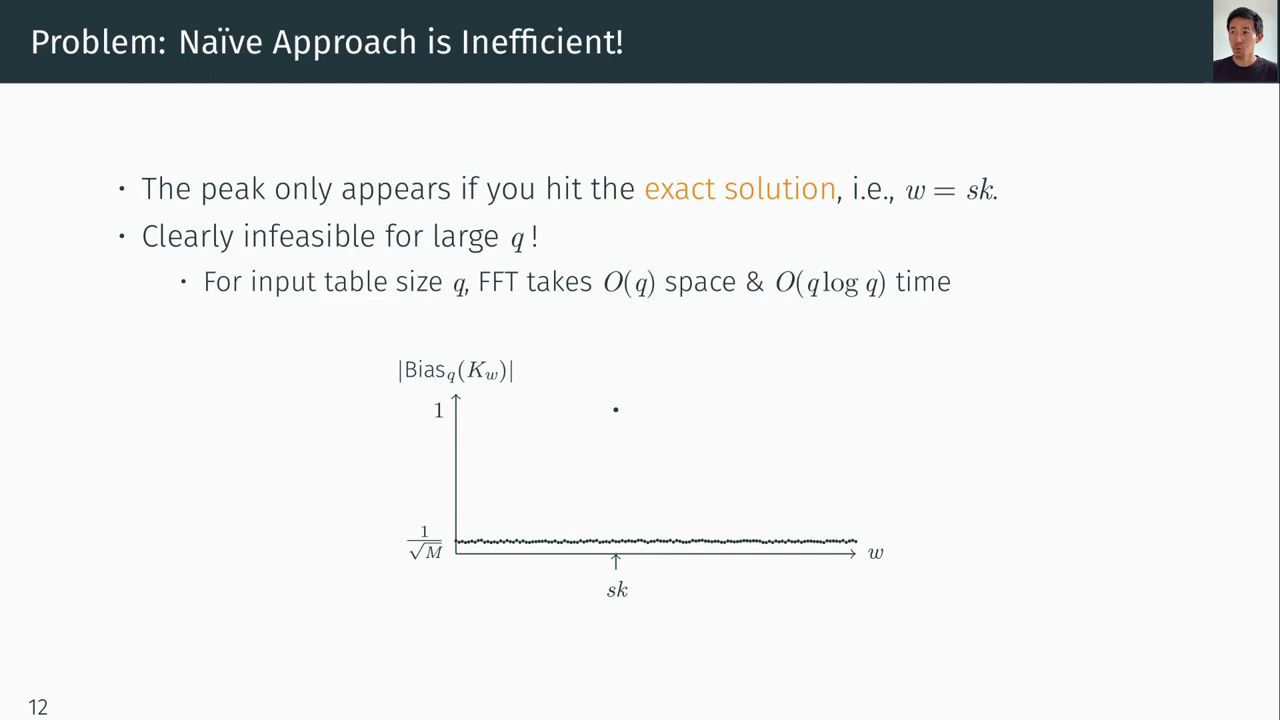 Problem: Naïve Approach is Inefficient!
• The peak only appears if you hit the exact solution, i.e., w = sk.
• Clearly infeasible for large q !
• For input table size q, FFT takes O(q) space & O(q log q) time
|Bias_q(K_w)|
1
1/√M
w
sk
12